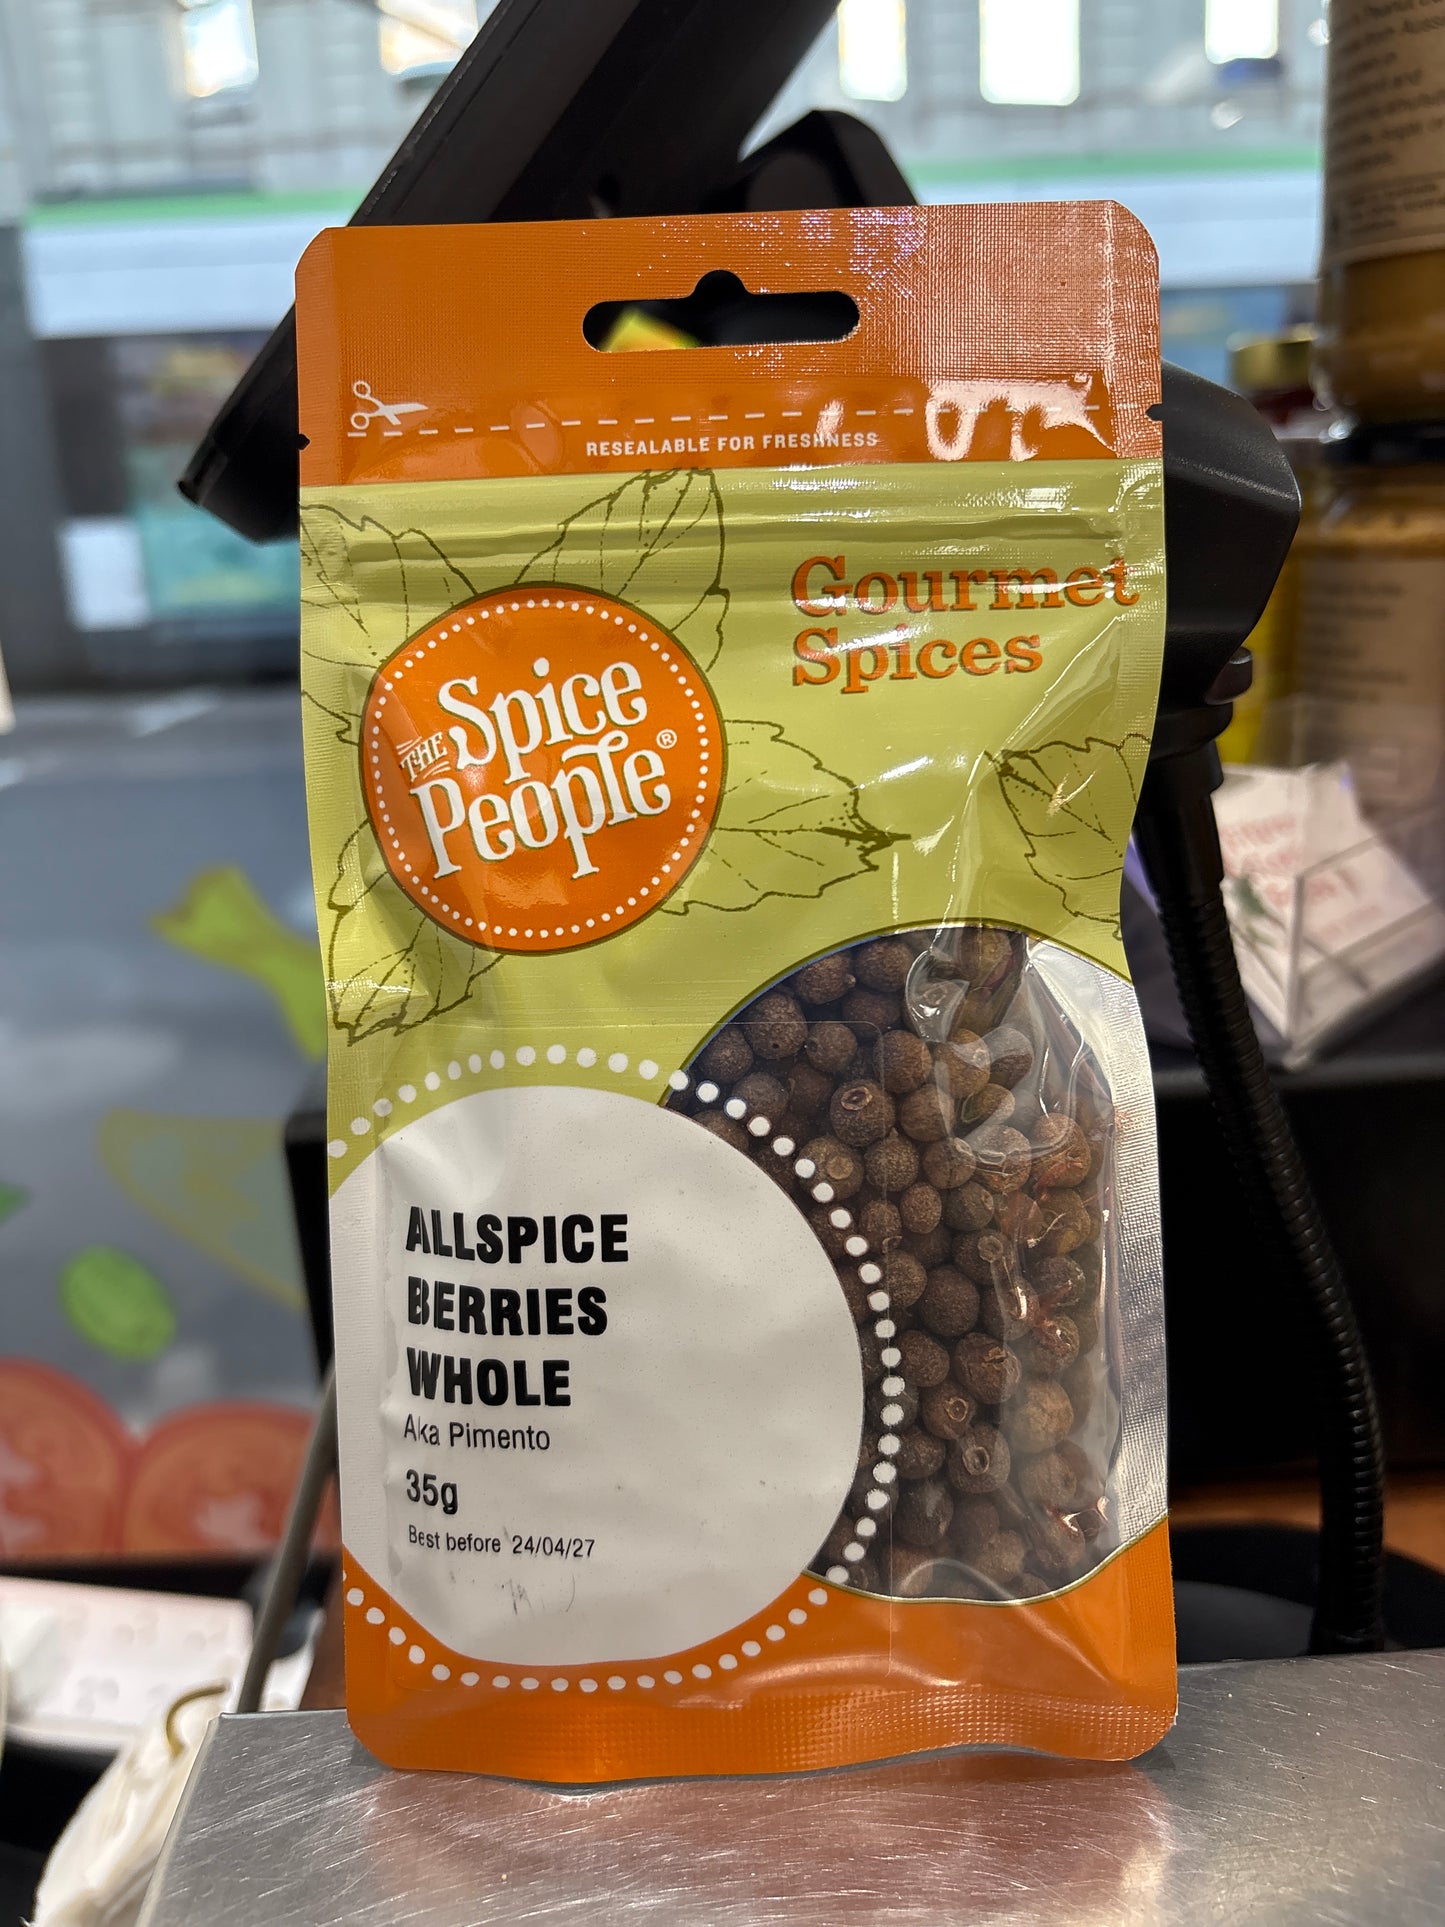 RESEALABLE FOR FRESHNESS
Gourmet
Spices
THE Spice
People®
ALLSPICE
BERRIES
WHOLE
Aka Pimento
35g
Best before 24/04/27